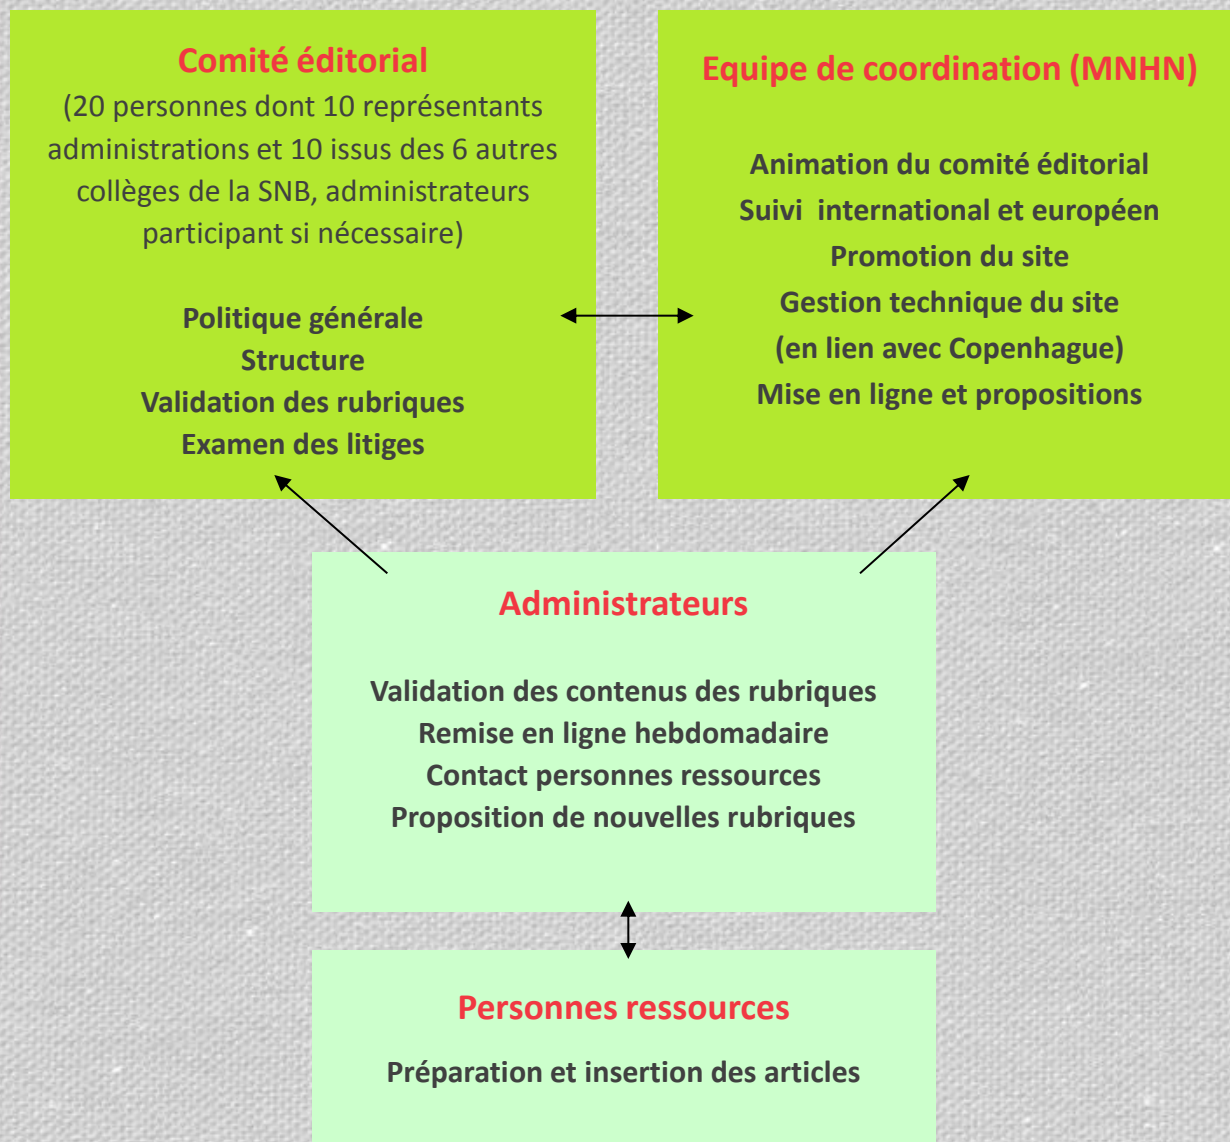 Comité éditorial
(20 personnes dont 10 représentants
administrations et 10 issus des 6 autres
collèges de la SNB, administrateurs
participant si nécessaire)
Politique générale
Structure
Validation des rubriques
Examen des litiges
Equipe de coordination (MNHN)
Animation du comité éditorial
Suivi international et européen
Promotion du site
Gestion technique du site
(en lien avec Copenhague)
Mise en ligne et propositions
Administrateurs
Validation des contenus des rubriques
Remise en ligne hebdomadaire
Contact personnes ressources
Proposition de nouvelles rubriques
Personnes ressources
Préparation et insertion des articles